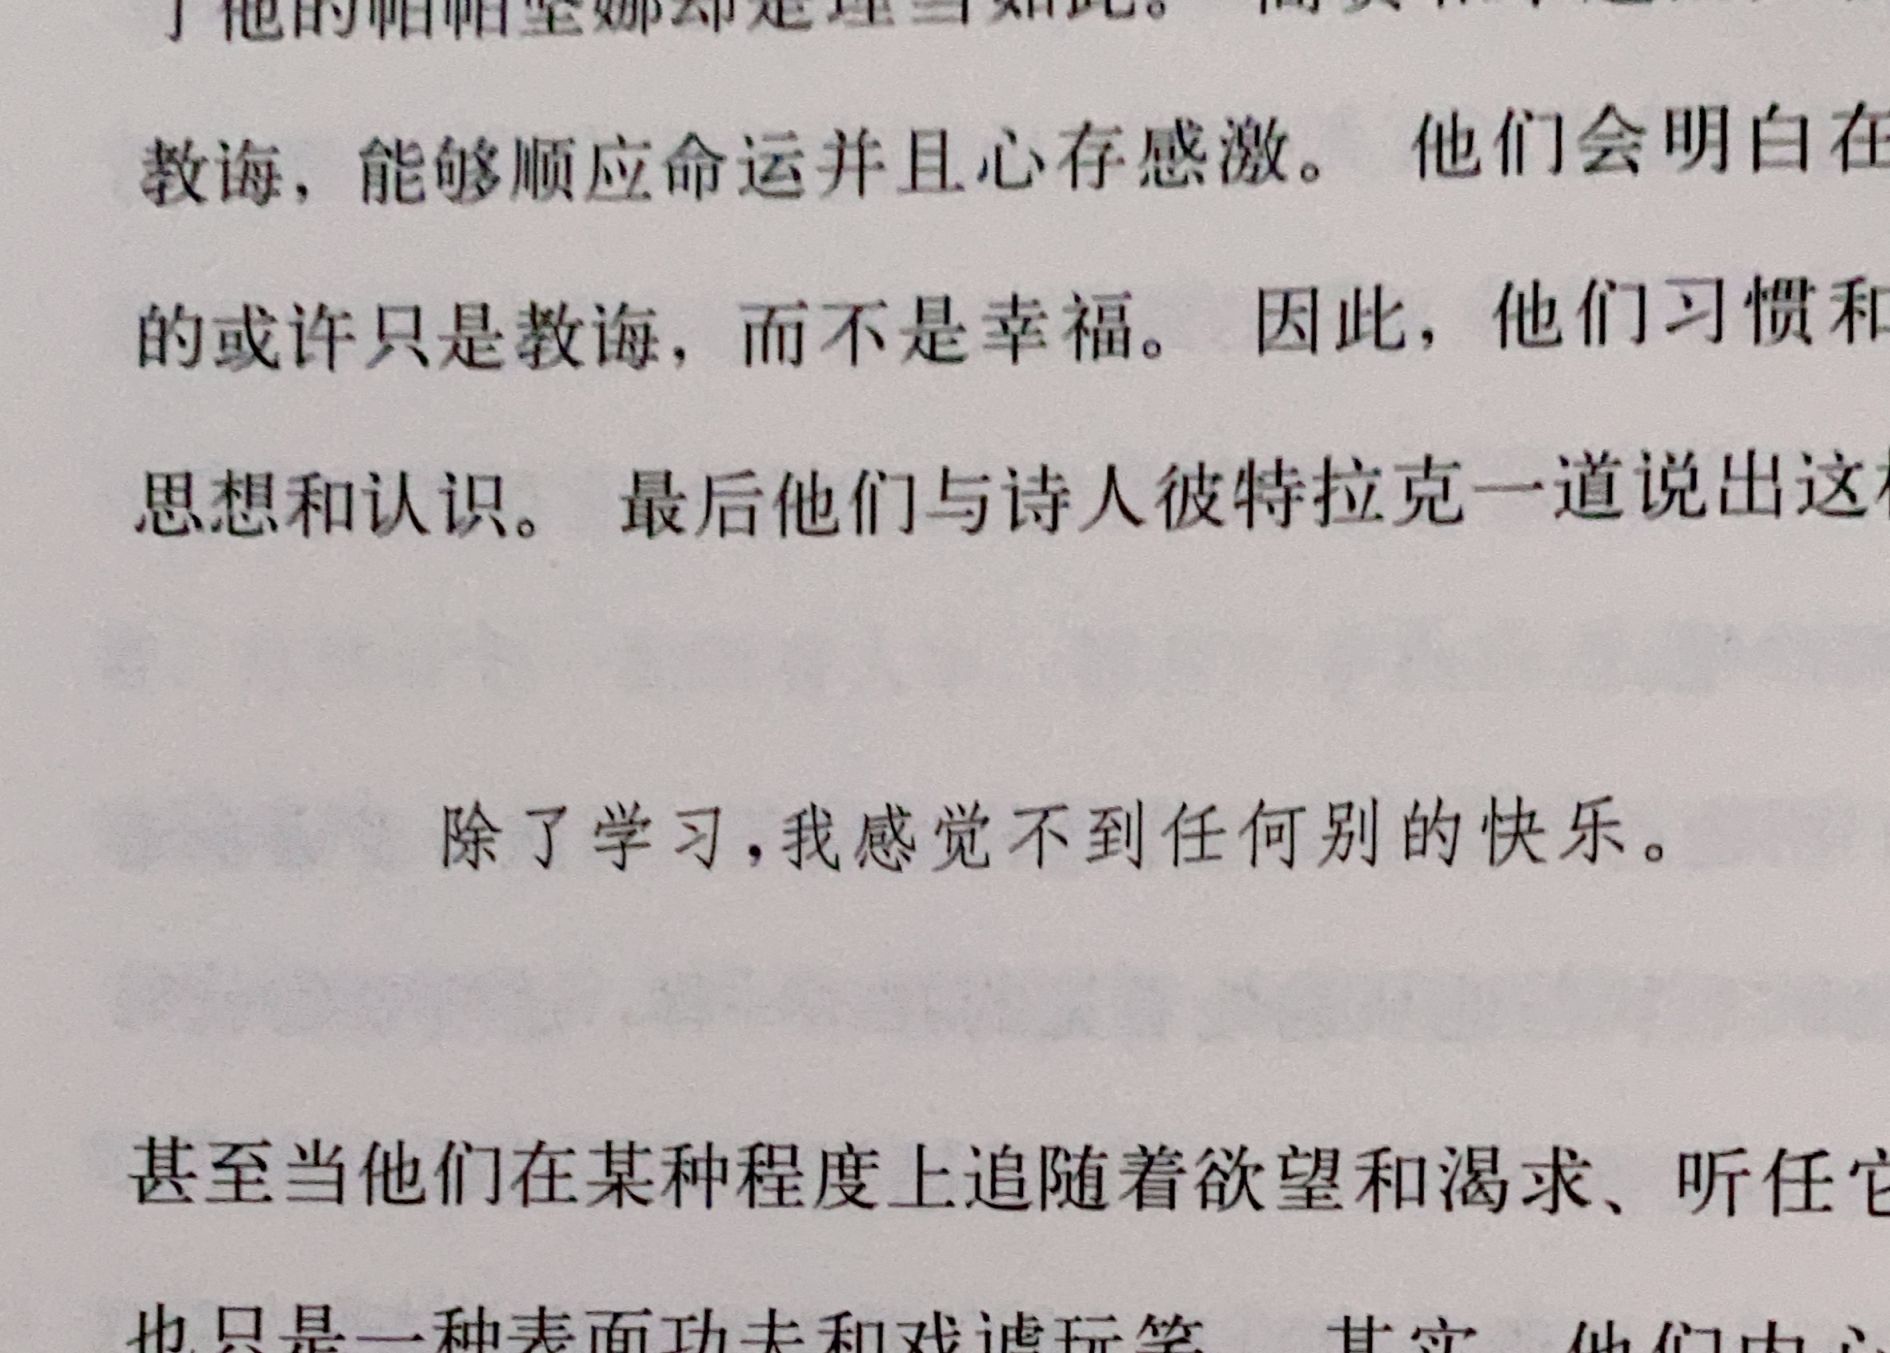 了他的帕帕坚娜却是理当如此。
教诲，能够顺应命运并且心存感激。 他们会明白在
的或许只是教诲，而不是幸福。 因此，他们习惯和
思想和认识。 最后他们与诗人彼特拉克一道说出这
除了学习，我感觉不到任何别的快乐。
甚至当他们在某种程度上追随着欲望和渴求、听任它
也只是一种表面功夫和戏谑玩笑 其实 他们内心